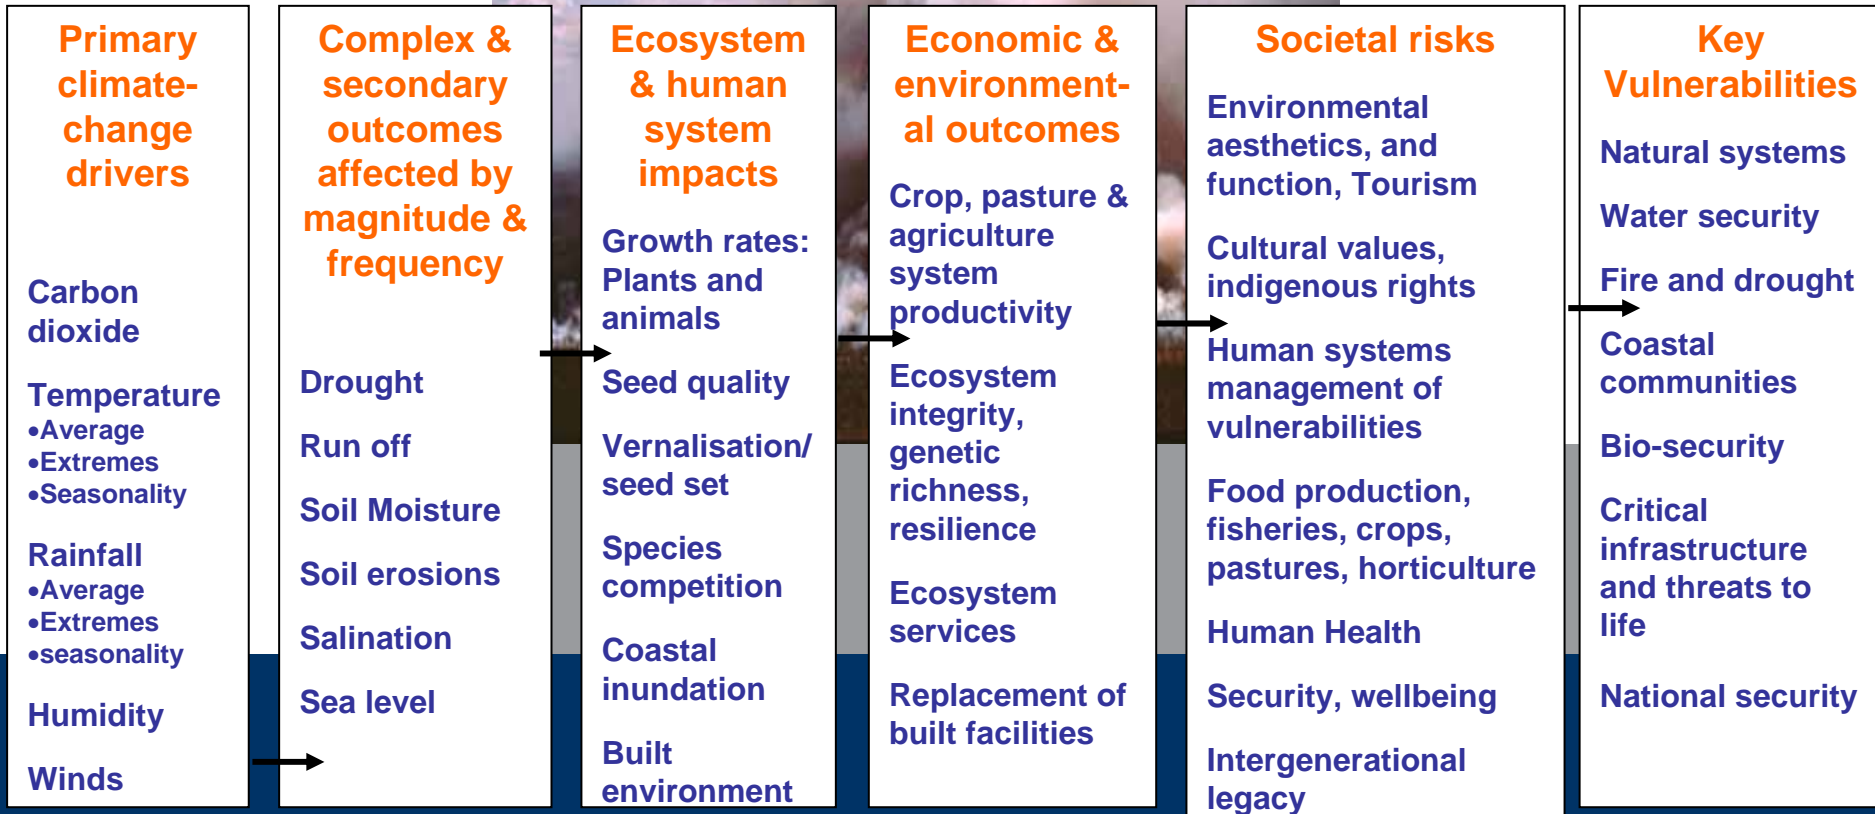 Primary
climate-
change
drivers
Carbon
dioxide
Temperature
•Average
•Extremes
•Seasonality
Rainfall
•Average
•Extremes
•seasonality
Humidity
Winds
Complex &
secondary
outcomes
affected by
magnitude &
frequency
Drought
Run off
Soil Moisture
Soil erosions
Salination
Sea level
Ecosystem
& human
system
impacts
Growth rates:
Plants and
animals
Seed quality
Vernalisation/
seed set
Species
competition
Coastal
inundation
Built
environment
Economic &
environment-
al outcomes
Crop, pasture &
agriculture
system
productivity
Ecosystem
integrity,
genetic
richness,
resilience
Ecosystem
services
Replacement of
built facilities
Societal risks
Environmental
aesthetics, and
function, Tourism
Cultural values,
indigenous rights
Human systems
management of
vulnerabilities
Food production,
fisheries, crops,
pastures, horticulture
Human Health
Security, wellbeing
Intergenerational
legacy
Key
Vulnerabilities
Natural systems
Water security
Fire and drought
Coastal
communities
Bio-security
Critical
infrastructure
and threats to
life
National security